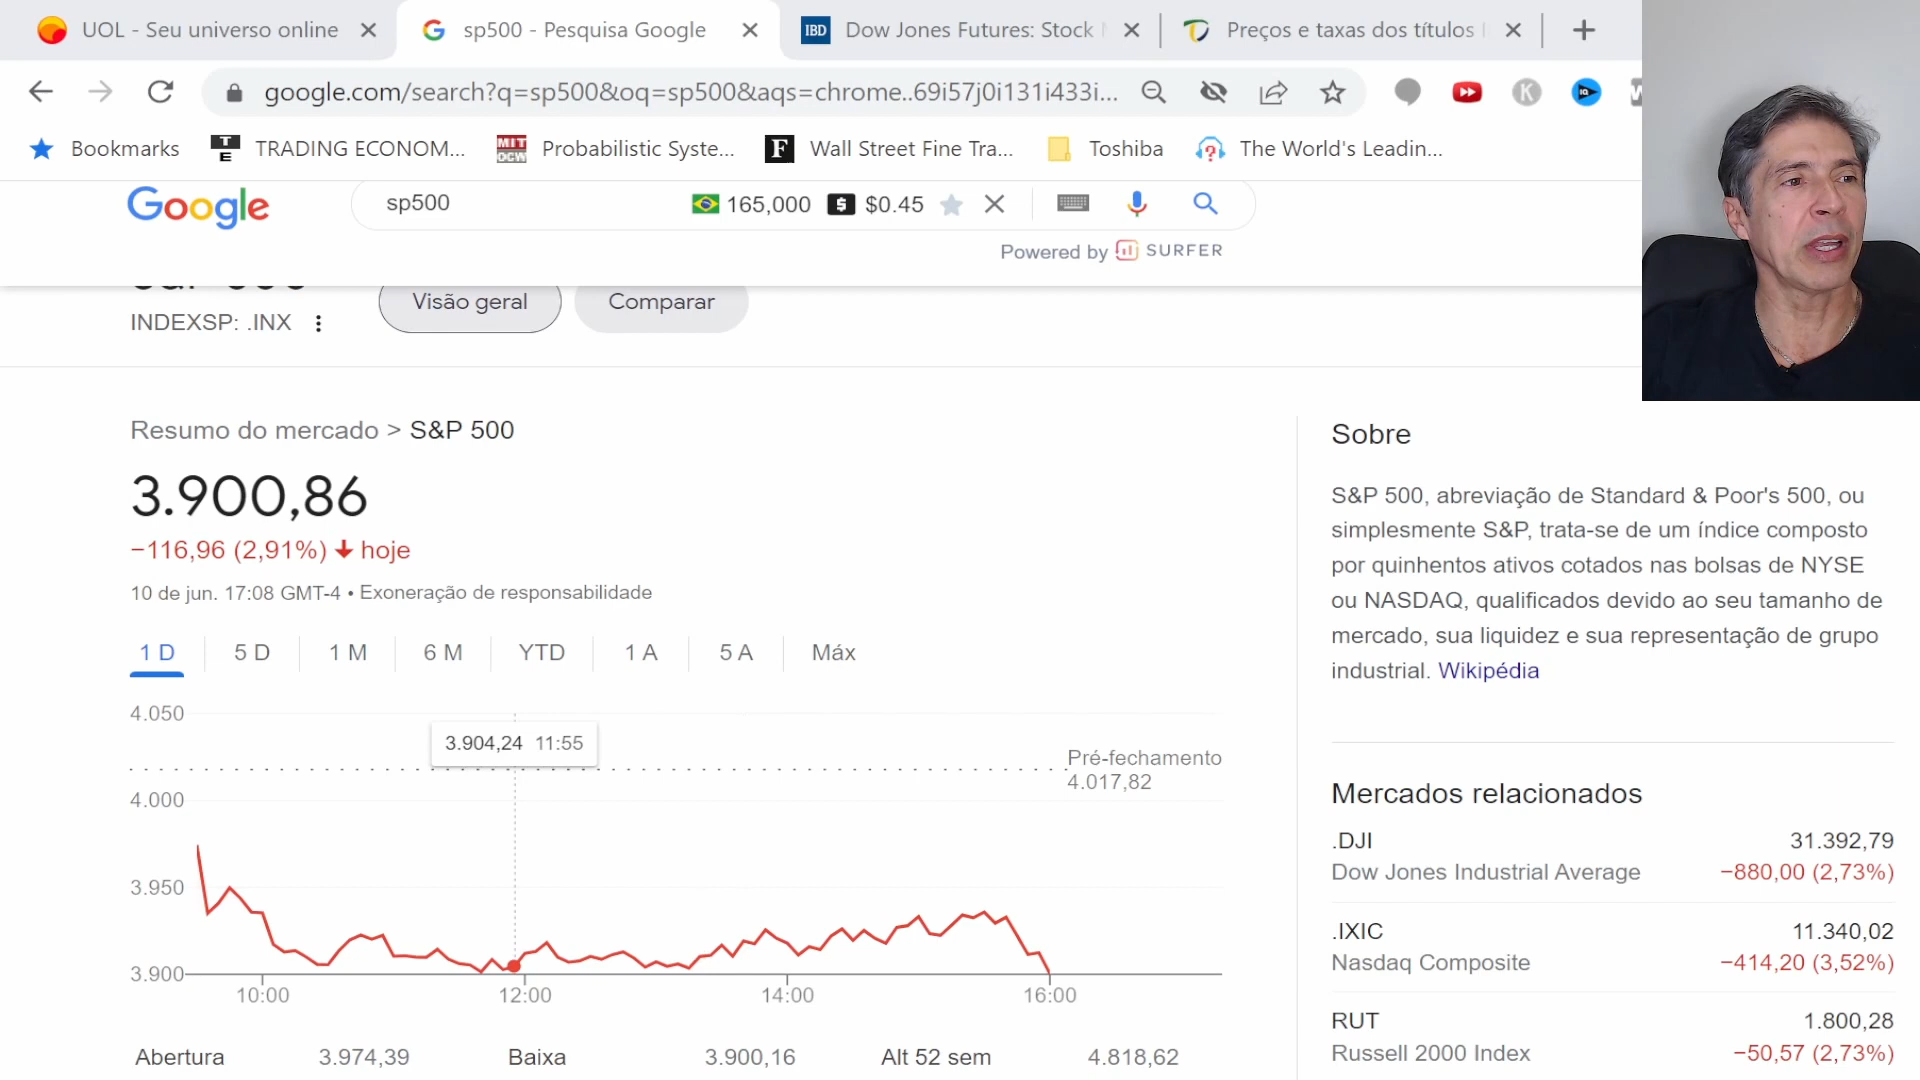 UOL - Seu universo online
sp500 - Pesquisa Google
IBD
Dow Jones Futures: Stock
Preços e taxas dos títulos
google.com/search?q=sp500&oq=sp500&aqs=chrome..69i57j0i131i433i...
K
Bookmarks
TE
TRADING ECONOM...
MIT OCW
Probabilistic Syste...
F
Wall Street Fine Tra...
Toshiba
The World's Leadin...
Google
sp500
165,000
$
$0.45
Powered by SURFER
INDEXSP: .INX
Visão geral
Comparar
Resumo do mercado > S&P 500
3.900,86
−116,96 (2,91%) hoje
10 de jun. 17:08 GMT-4 • Exoneração de responsabilidade
1 D
5 D
1 M
6 M
YTD
1 A
5 A
Máx
4.050
3.904,24 11:55
Pré-fechamento
4.017,82
4.000
3.950
3.900
10:00
12:00
14:00
16:00
Abertura 3.974,39
Baixa 3.900,16
Alt 52 sem 4.818,62
Sobre
S&P 500, abreviação de Standard & Poor's 500, ou
simplesmente S&P, trata-se de um índice composto
por quinhentos ativos cotados nas bolsas de NYSE
ou NASDAQ, qualificados devido ao seu tamanho de
mercado, sua liquidez e sua representação de grupo
industrial. Wikipédia
Mercados relacionados
.DJI 31.392,79
Dow Jones Industrial Average −880,00 (2,73%)
.IXIC 11.340,02
Nasdaq Composite −414,20 (3,52%)
RUT 1.800,28
Russell 2000 Index −50,57 (2,73%)